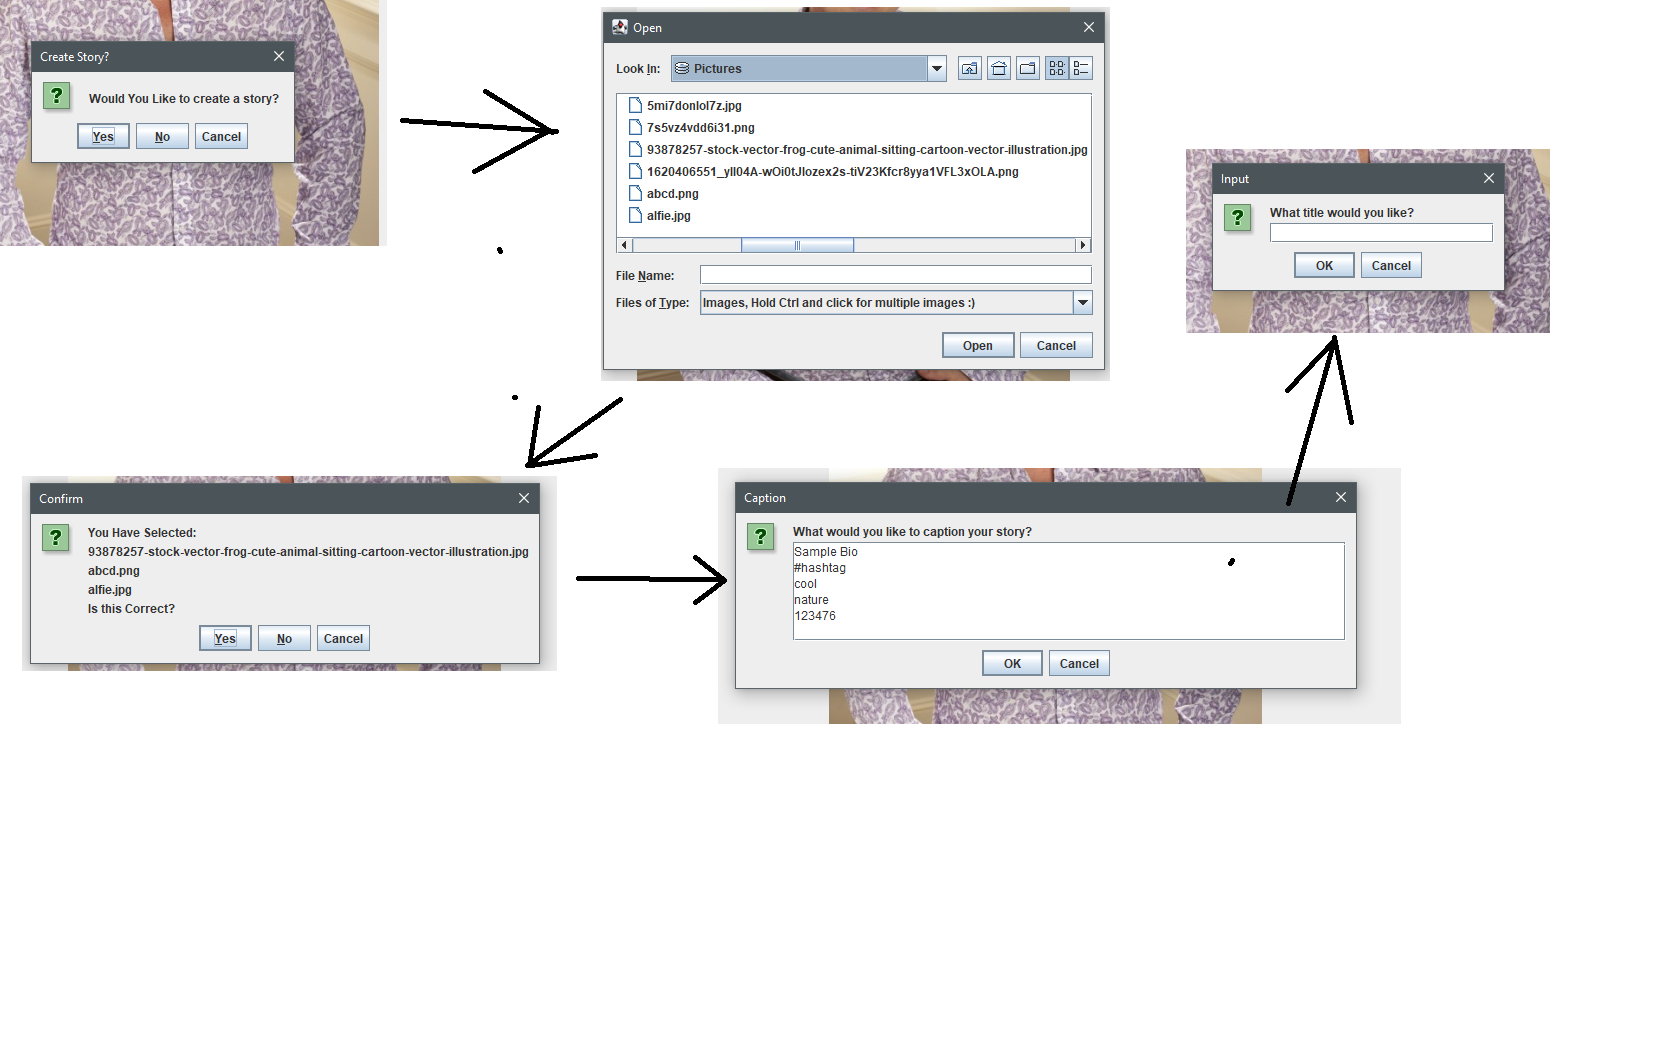 Create Story?
Would You Like to create a story?
Yes No Cancel
Open
Look In: Pictures
5mi7donlol7z.jpg
7s5vz4vdd6i31.png
93878257-stock-vector-frog-cute-animal-sitting-cartoon-vector-illustration.jpg
abcd.png
alfie.jpg
File Name:
Files of Type: Images, Hold Ctrl and click for multiple images :)
Open Cancel
Confirm
You Have Selected:
93878257-stock-vector-frog-cute-animal-sitting-cartoon-vector-illustration.jpg
abcd.png
alfie.jpg
Is this Correct?
Yes No Cancel
Caption
What would you like to caption your story?
Sample Bio
#hashtag
cool
nature
123476
OK Cancel
Input
What title would you like?
OK Cancel